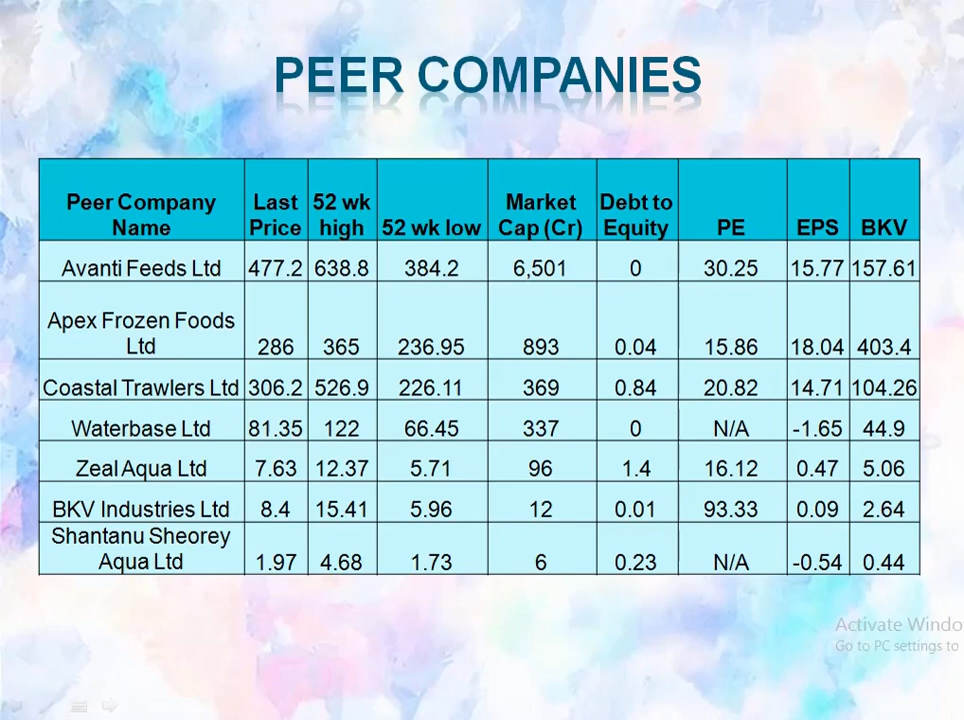 PEER COMPANIES
Peer Company Name Last Price 52 wk high 52 wk low Market Cap (Cr) Debt to Equity PE EPS BKV
Avanti Feeds Ltd 477.2 638.8 384.2 6,501 0 30.25 15.77 157.61
Apex Frozen Foods Ltd 286 365 236.95 893 0.04 15.86 18.04 403.4
Coastal Trawlers Ltd 306.2 526.9 226.11 369 0.84 20.82 14.71 104.26
Waterbase Ltd 81.35 122 66.45 337 0 N/A -1.65 44.9
Zeal Aqua Ltd 7.63 12.37 5.71 96 1.4 16.12 0.47 5.06
BKV Industries Ltd 8.4 15.41 5.96 12 0.01 93.33 0.09 2.64
Shantanu Sheorey Aqua Ltd 1.97 4.68 1.73 6 0.23 N/A -0.54 0.44
Activate Windo
Go to PC settings to